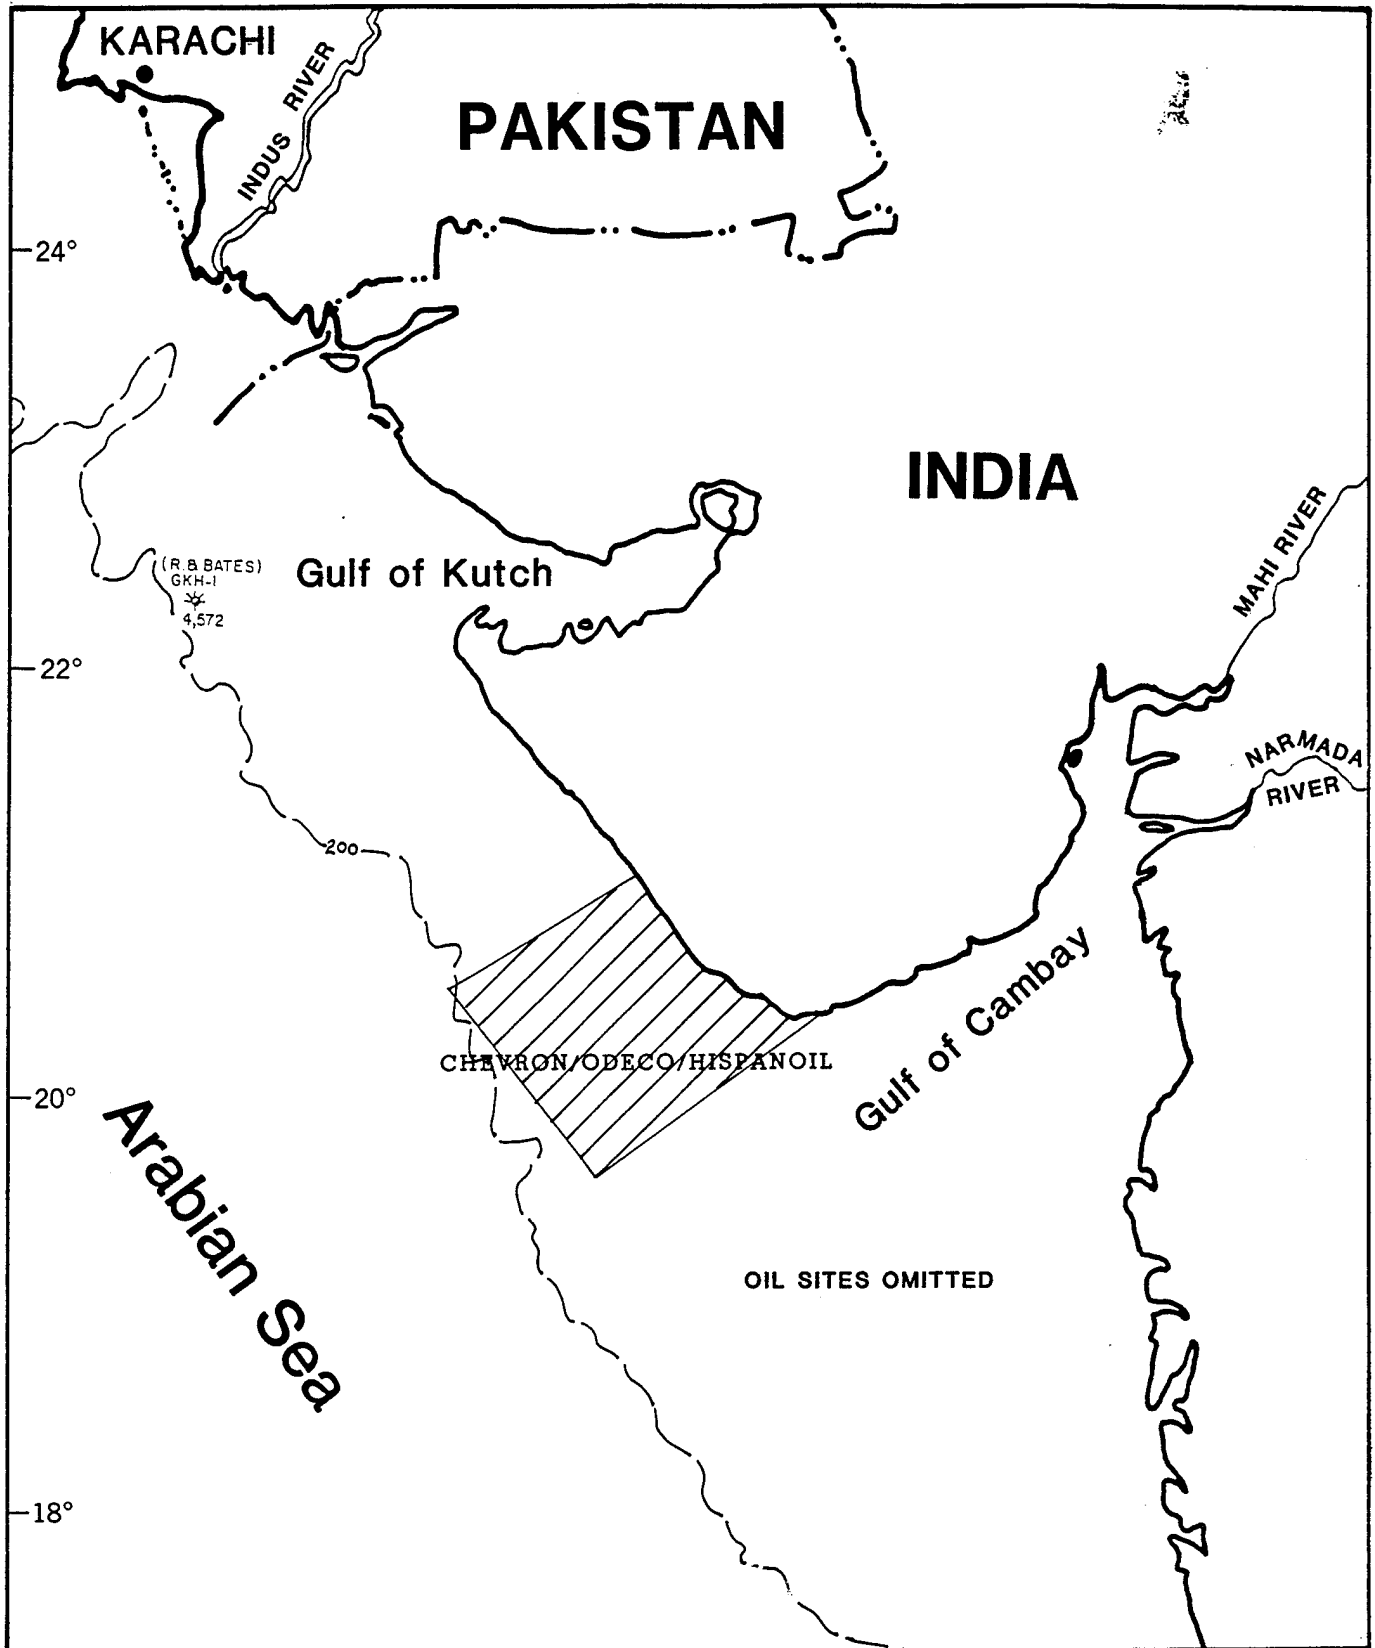 KARACHI
INDUS RIVER
PAKISTAN
24°
INDIA
MAHI RIVER
(R.&BATES)
GKH-1
4,572
Gulf of Kutch
22°
NARMADA
RIVER
200
CHEVRON/ODECO/HISPANOIL
Gulf of Cambay
20°
Arabian Sea
OIL SITES OMITTED
18°